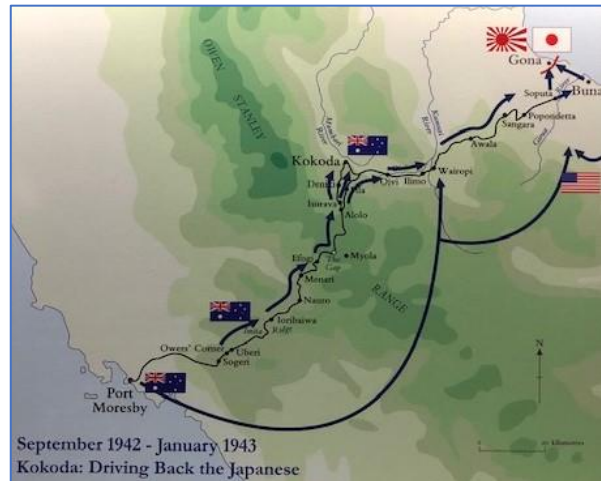 OWEN
STANLEY
RANGE
Gona
Buna
Soputa
Popondetta
Sangara
Awala
Kokoda
Oivi
Ilimo
Wairopi
Deniki
Isurava
Alolo
Efogi
The
Gap
Myola
Menari
Nauro
Ioribaiwa
Imita
Ridge
Owers' Corner
Uberi
Sogeri
Port
Moresby
N
September 1942 - January 1943
Kokoda: Driving Back the Japanese